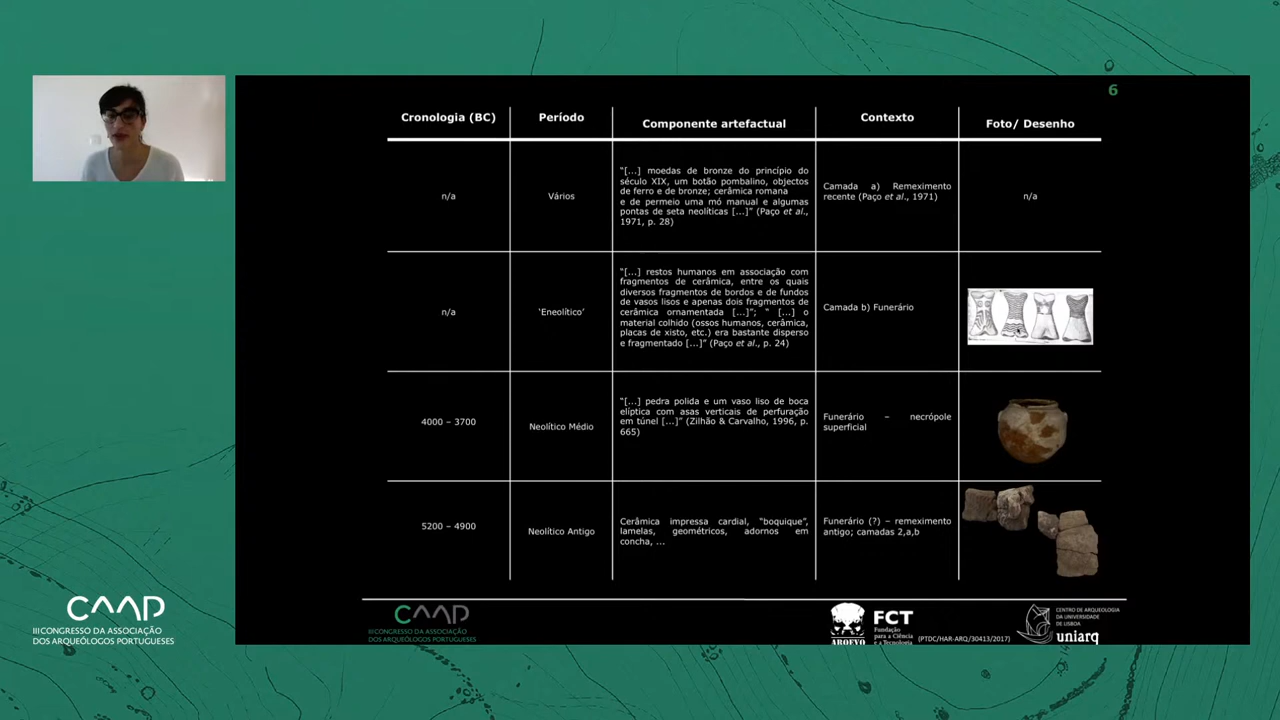 6
Cronologia (BC)
Período
Componente artefactual
Contexto
Foto/ Desenho
n/a
Vários
“[...] moedas de bronze do princípio do
século XIX, um botão pombalino, objectos
de ferro e de bronze; cerâmica romana
e de permeio uma mó manual e algumas
pontas de seta neolíticas [...]” (Paço et al.,
1971, p. 28)
Camada a) Remeximento
recente (Paço et al., 1971)
n/a
n/a
‘Eneolítico’
“[...] restos humanos em associação com
fragmentos de cerâmica, entre os quais
diversos fragmentos de bordos e de fundos
de vasos lisos e apenas dois fragmentos de
cerâmica ornamentada [...]”; “ [...] o
material colhido (ossos humanos, cerâmica,
placas de xisto, etc.) era bastante disperso
e fragmentado [...]” (Paço et al., p. 24)
Camada b) Funerário
4000 – 3700
Neolítico Médio
“[...] pedra polida e um vaso liso de boca
elíptica com asas verticais de perfuração
em túnel [...]” (Zilhão & Carvalho, 1996, p.
665)
Funerário – necrópole
superficial
5200 – 4900
Neolítico Antigo
Cerâmica impressa cardial, “boquique”,
lamelas, geométricos, adornos em
concha, ...
Funerário (?) – remeximento
antigo; camadas 2,a,b
CAAP
III CONGRESSO DA ASSOCIAÇÃO
DOS ARQUEÓLOGOS PORTUGUESES
CAAP
III CONGRESSO DA ASSOCIAÇÃO
DOS ARQUEÓLOGOS PORTUGUESES
AROEVO
FCT
Fundação
para a Ciência
e a Tecnologia
(PTDC/HAR-ARQ/30413/2017)
CENTRO DE ARQUEOLOGIA
DA UNIVERSIDADE
DE LISBOA
uniarq